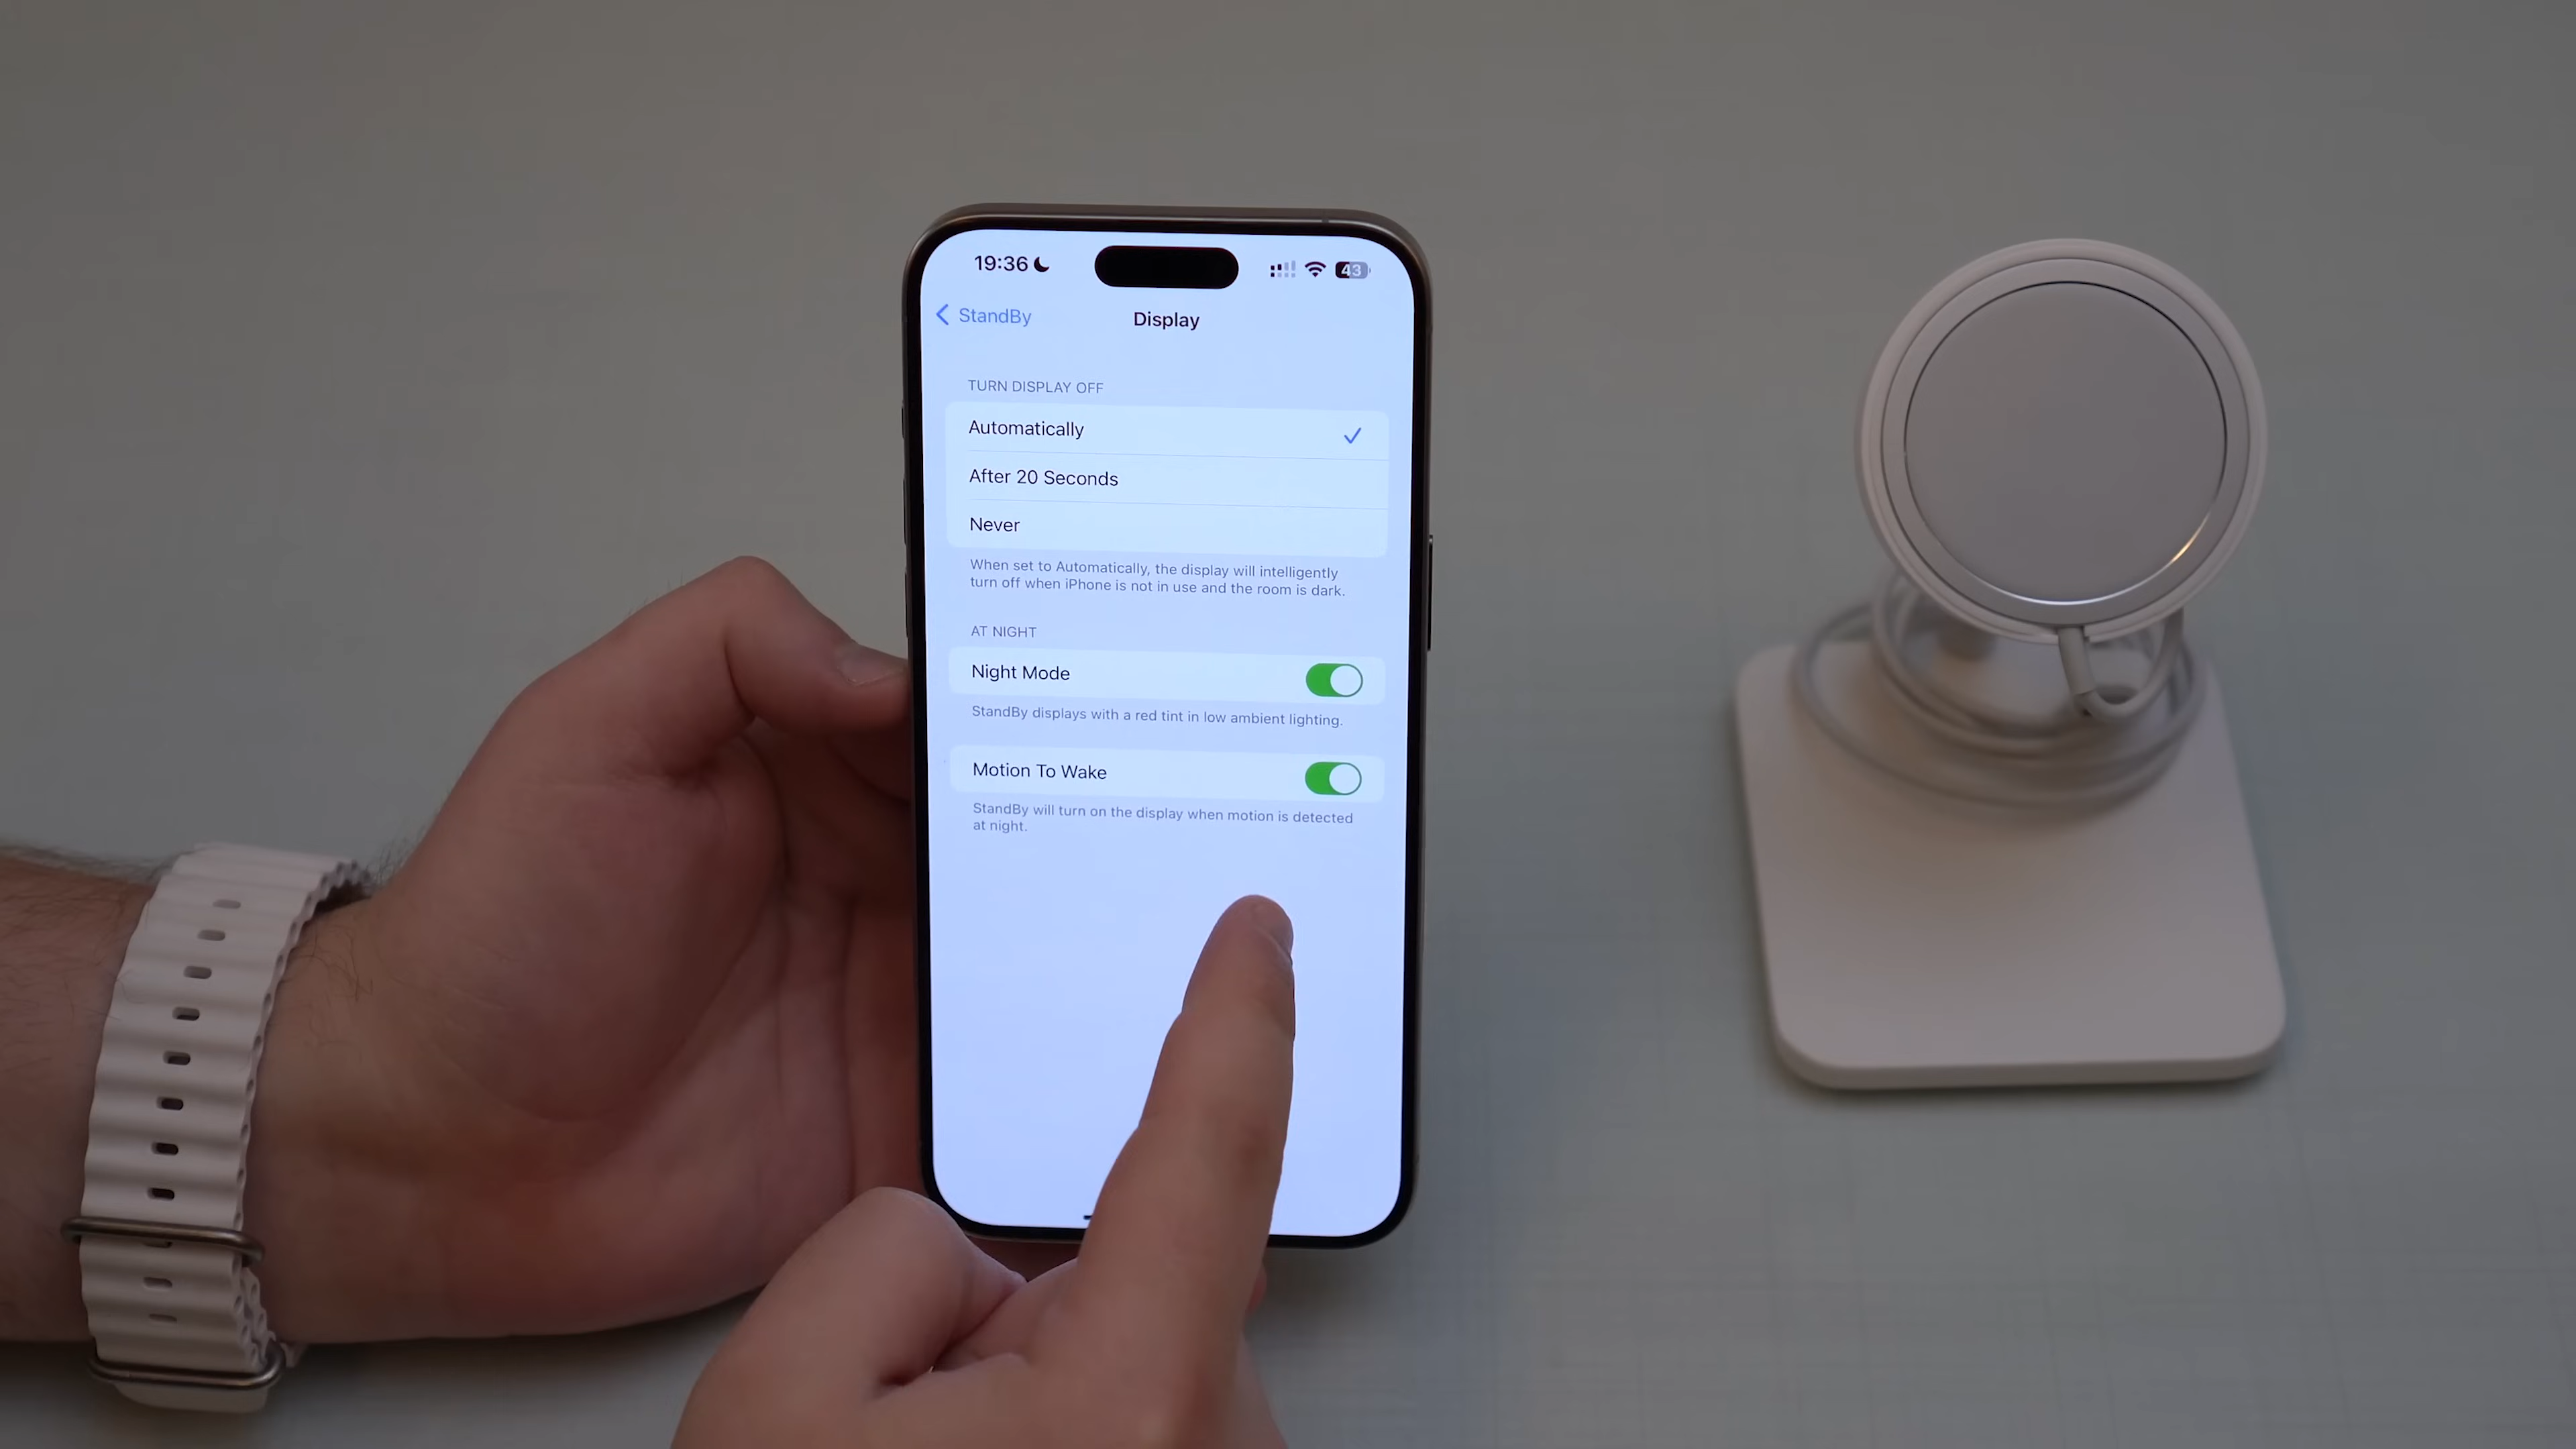 19:36
43
StandBy
Display
TURN DISPLAY OFF
Automatically
After 20 Seconds
Never
When set to Automatically, the display will intelligently
turn off when iPhone is not in use and the room is dark.
AT NIGHT
Night Mode
StandBy displays with a red tint in low ambient lighting.
Motion To Wake
StandBy will turn on the display when motion is detected
at night.